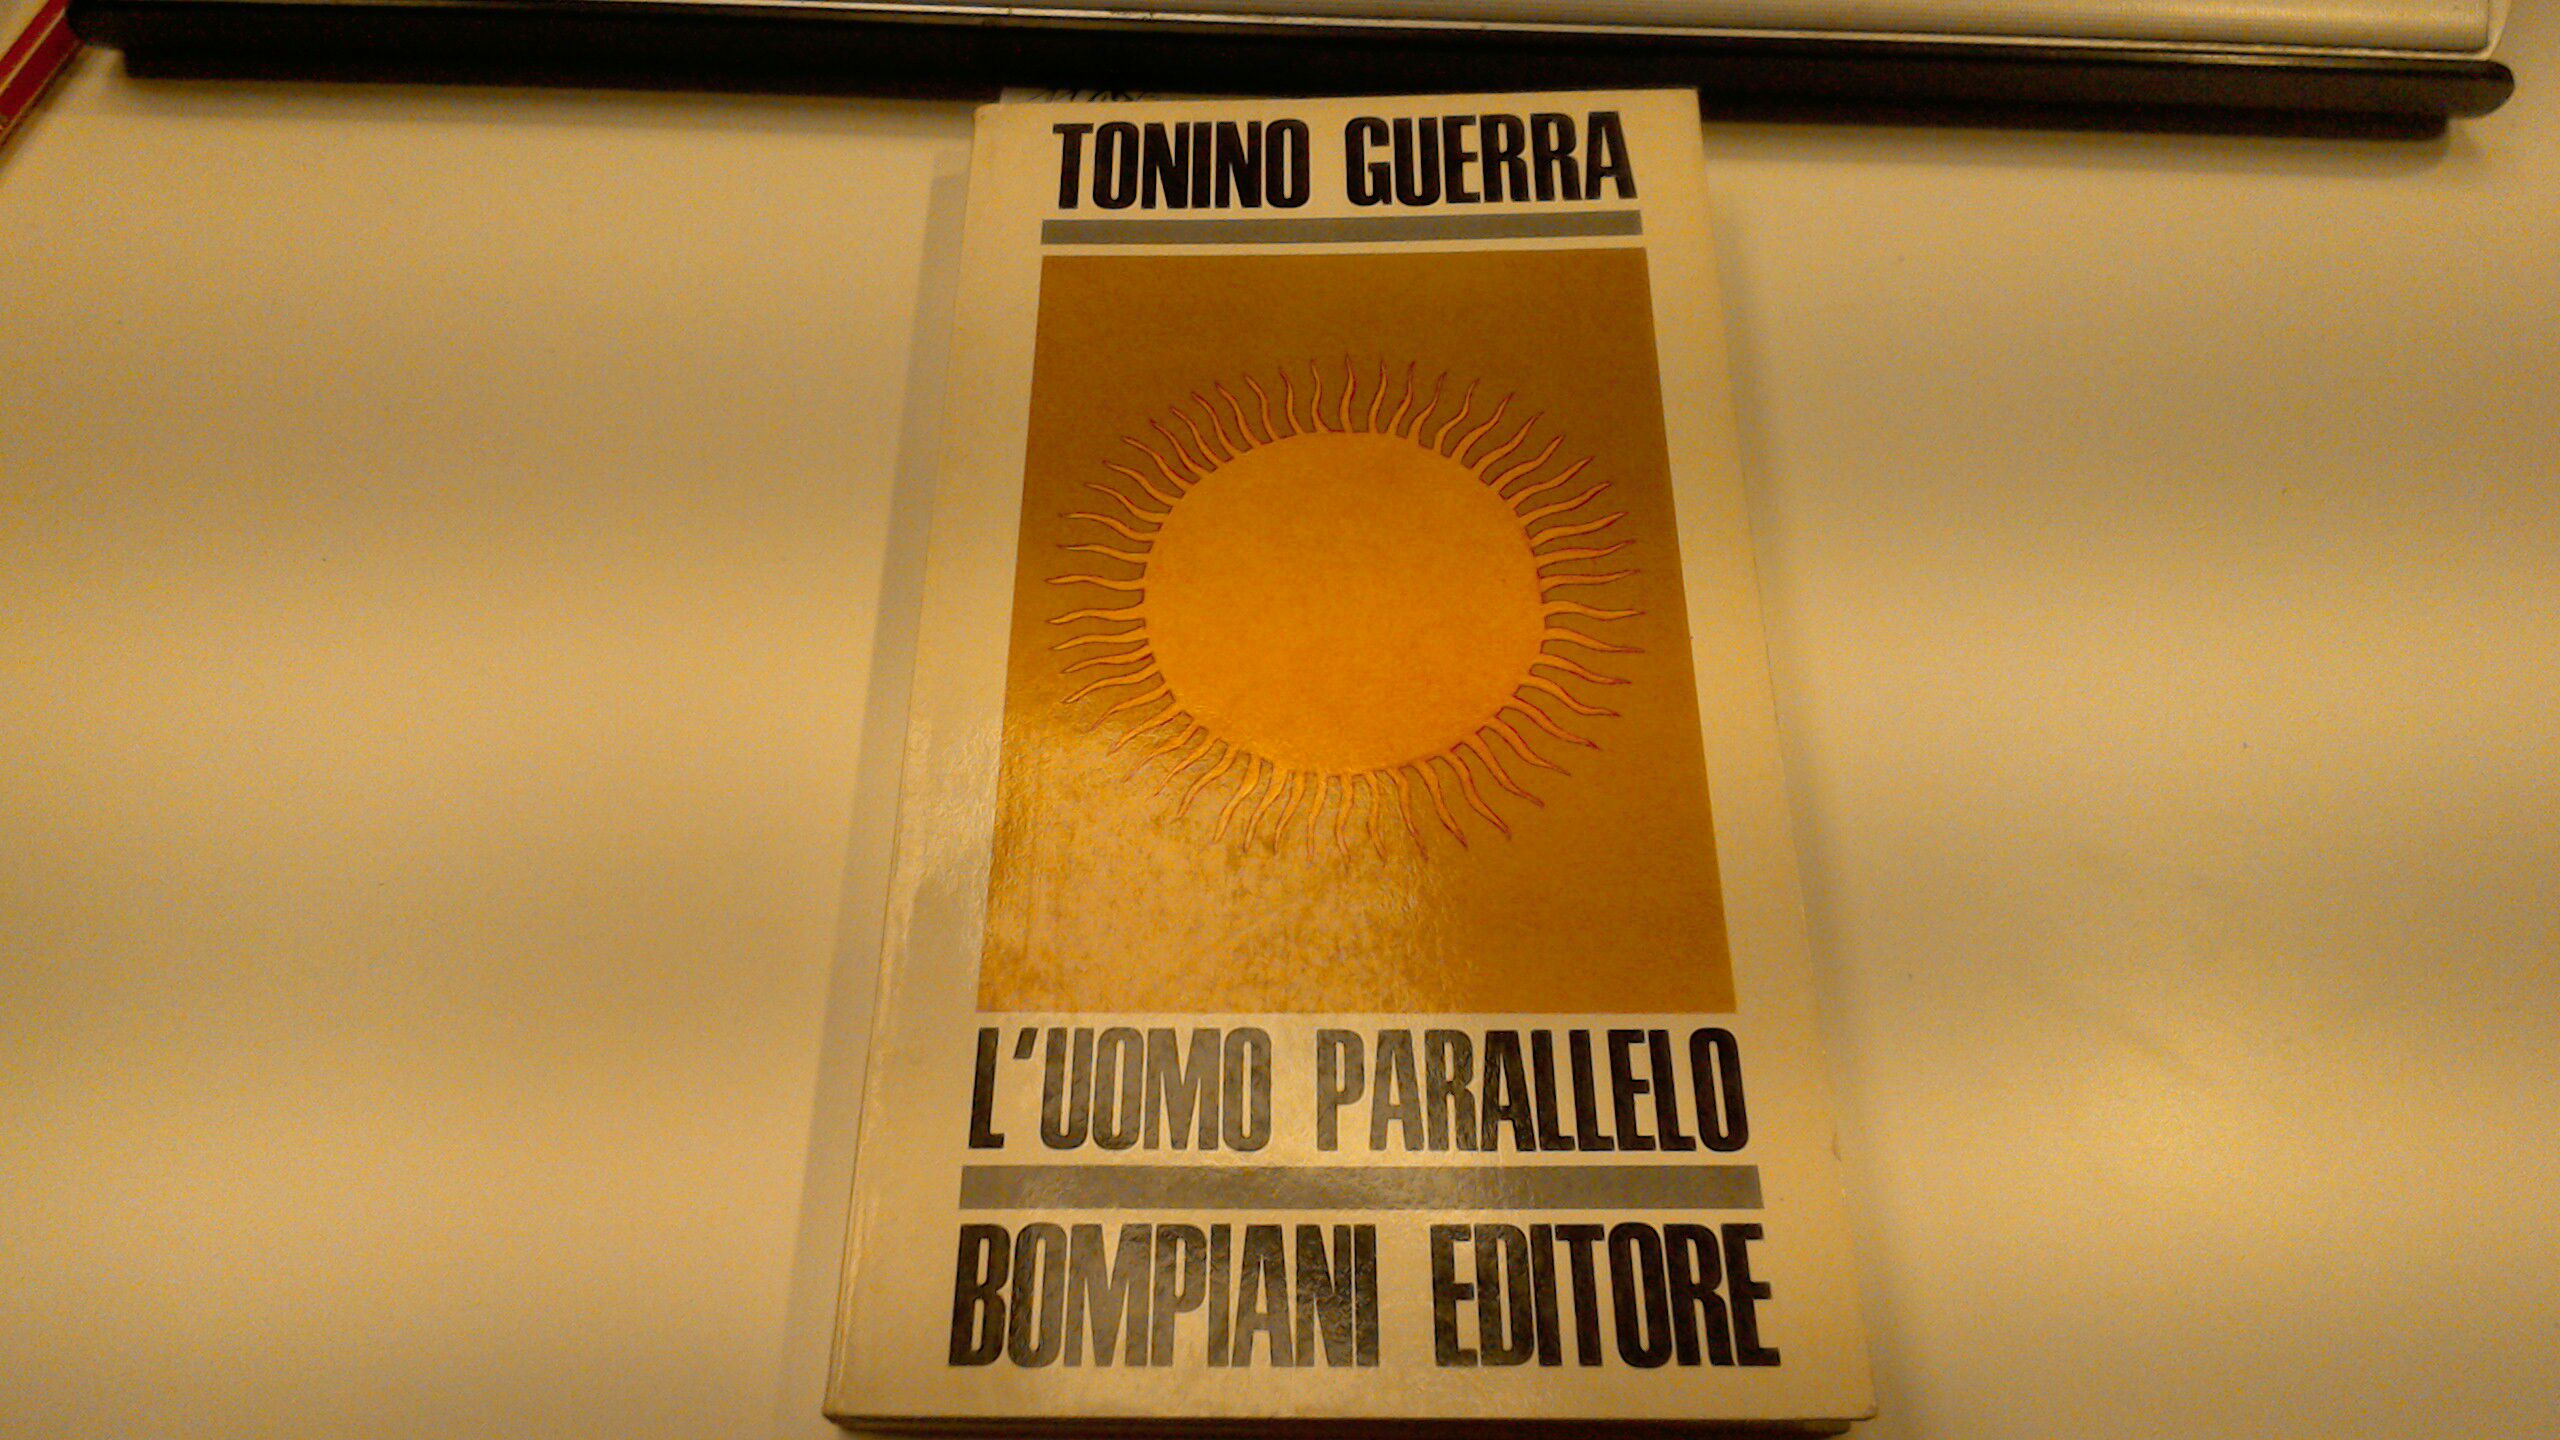 TONINO GUERRA
L'UOMO PARALLELO
BOMPIANI EDITORE